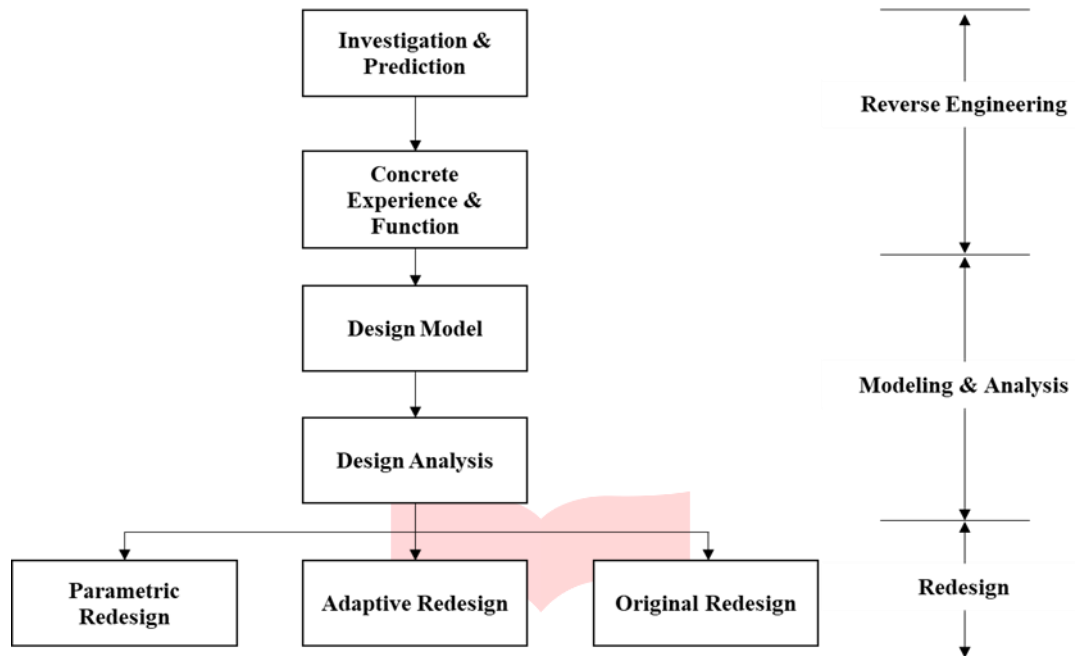 Investigation &
Prediction
Reverse Engineering
Concrete
Experience &
Function
Design Model
Modeling & Analysis
Design Analysis
Parametric
Redesign
Adaptive Redesign
Original Redesign
Redesign